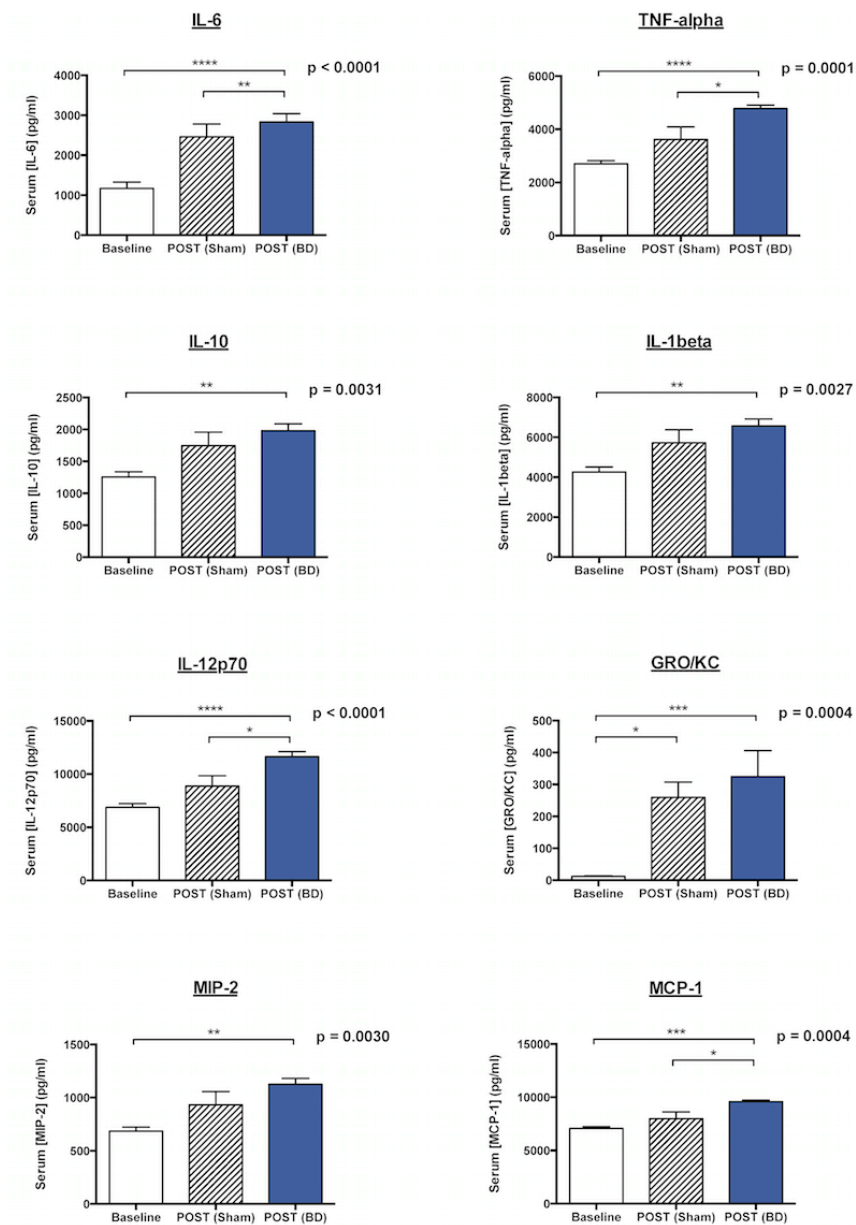 IL-6
**** p < 0.0001
**
4000
3000
2000
1000
0
Serum [IL-6] (pg/ml)
Baseline POST (Sham) POST (BD)
TNF-alpha
**** p = 0.0001
*
6000
4000
2000
0
Serum [TNF-alpha] (pg/ml)
Baseline POST (Sham) POST (BD)
IL-10
** p = 0.0031
2500
2000
1500
1000
500
0
Serum [IL-10] (pg/ml)
Baseline POST (Sham) POST (BD)
IL-1beta
** p = 0.0027
8000
6000
4000
2000
0
Serum [IL-1beta] (pg/ml)
Baseline POST (Sham) POST (BD)
IL-12p70
**** p < 0.0001
*
15000
10000
5000
0
Serum [IL-12p70] (pg/ml)
Baseline POST (Sham) POST (BD)
GRO/KC
*** p = 0.0004
*
500
400
300
200
100
0
Serum [GRO/KC] (pg/ml)
Baseline POST (Sham) POST (BD)
MIP-2
** p = 0.0030
1500
1000
500
0
Serum [MIP-2] (pg/ml)
Baseline POST (Sham) POST (BD)
MCP-1
*** p = 0.0004
*
15000
10000
5000
0
Serum [MCP-1] (pg/ml)
Baseline POST (Sham) POST (BD)